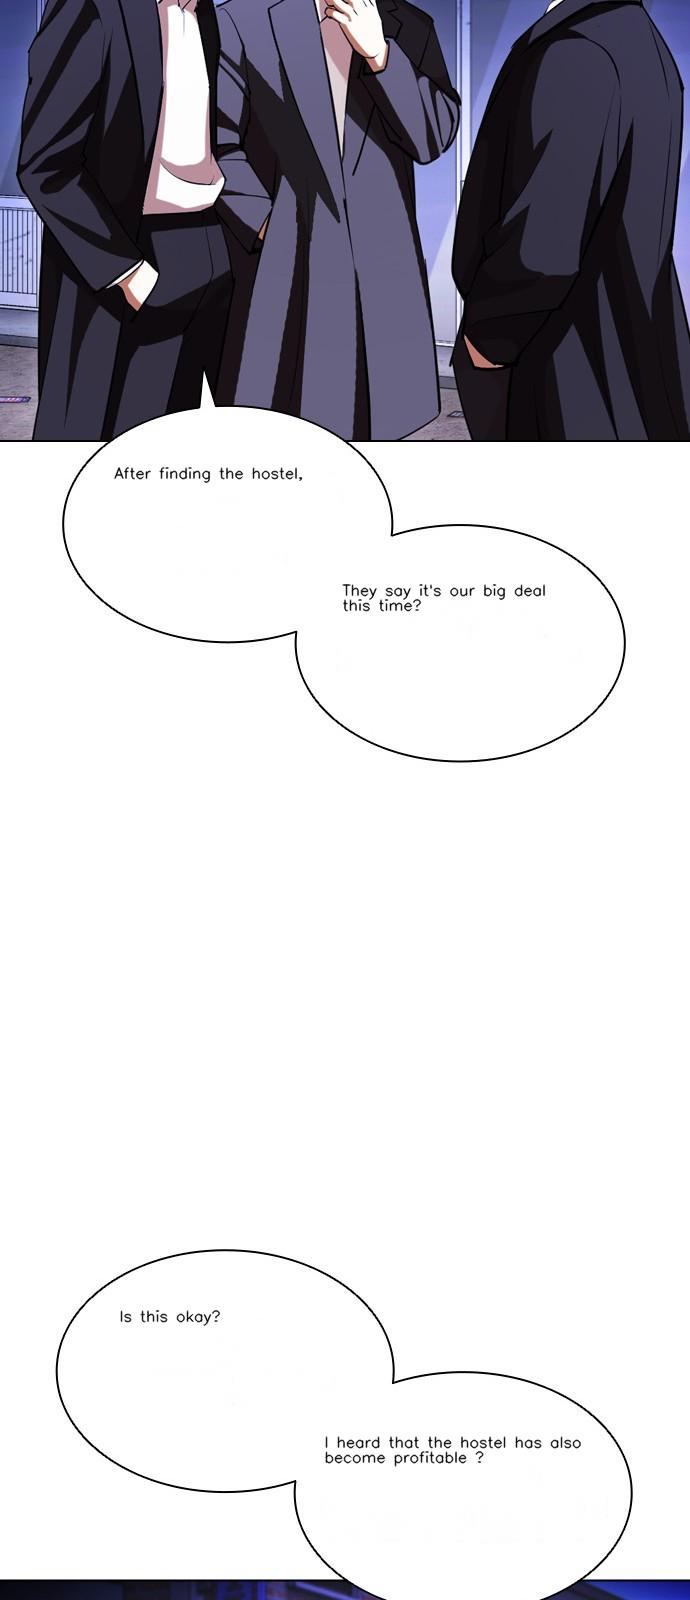 After finding the hostel,
They say it's our big deal
this time?
Is this okay?
I heard that the hostel has also
become profitable ?